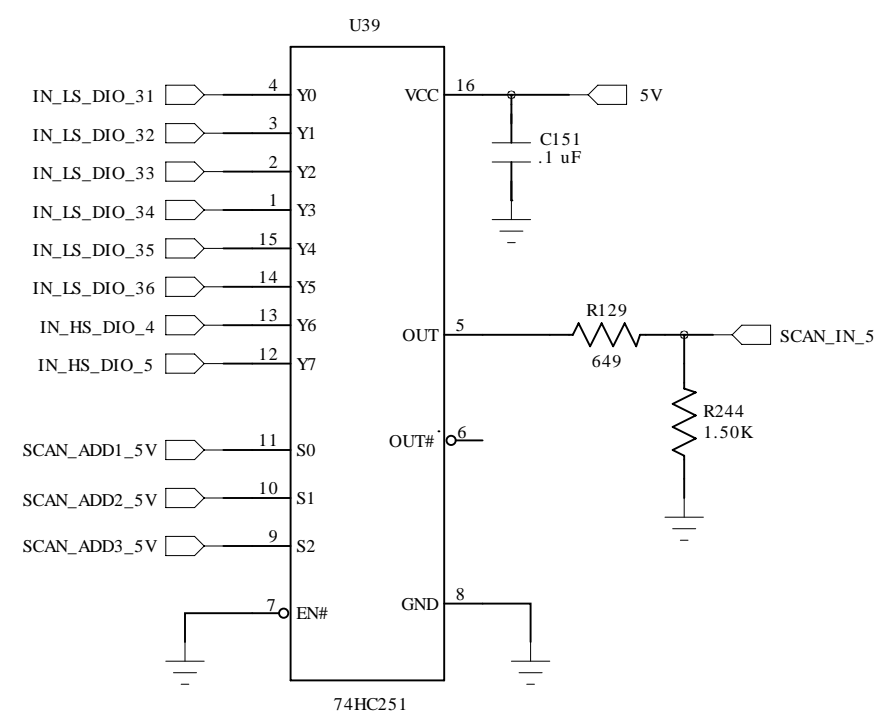 U39
IN_LS_DIO_31 4 Y0 VCC 16 5V
IN_LS_DIO_32 3 Y1 C151
.1 uF
IN_LS_DIO_33 2 Y2
IN_LS_DIO_34 1 Y3
IN_LS_DIO_35 15 Y4
IN_LS_DIO_36 14 Y5
IN_HS_DIO_4 13 Y6 OUT 5 R129 SCAN_IN_5
649
IN_HS_DIO_5 12 Y7
R244
1.50K
SCAN_ADD1_5V 11 S0 OUT# 6
SCAN_ADD2_5V 10 S1
SCAN_ADD3_5V 9 S2
7 EN# GND 8
74HC251